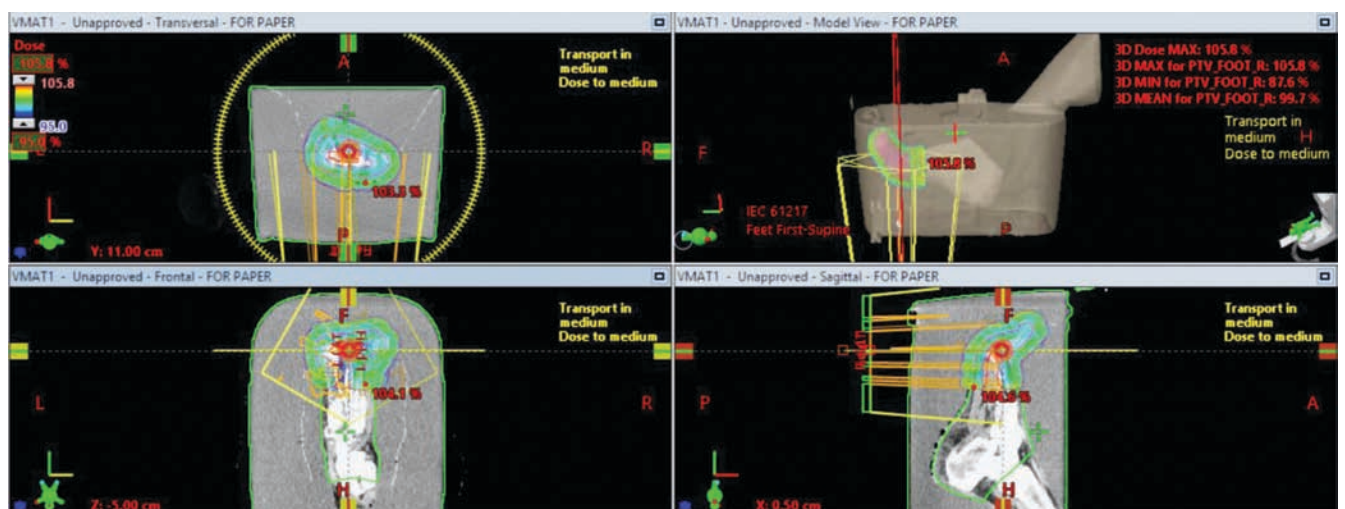 VMAT1 - Unapproved - Transversal - FOR PAPER
Dose
105.8 %
105.8
95.0
95.0 %
A
R
P
Transport in
medium
Dose to medium
103.3 %
Y: 11.00 cm
VMAT1 - Unapproved - Model View - FOR PAPER
A
F
H
P
3D Dose MAX: 105.8 %
3D MAX for PTV_FOOT_R: 105.8 %
3D MIN for PTV_FOOT_R: 87.6 %
3D MEAN for PTV_FOOT_R: 99.7 %
Transport in
medium
Dose to medium
105.8 %
IEC 61217
Feet First-Supine
VMAT1 - Unapproved - Frontal - FOR PAPER
F
L
R
H
Transport in
medium
Dose to medium
104.1 %
Z: -5.00 cm
VMAT1 - Unapproved - Sagittal - FOR PAPER
F
P
A
H
Transport in
medium
Dose to medium
104.6 %
X: 0.50 cm